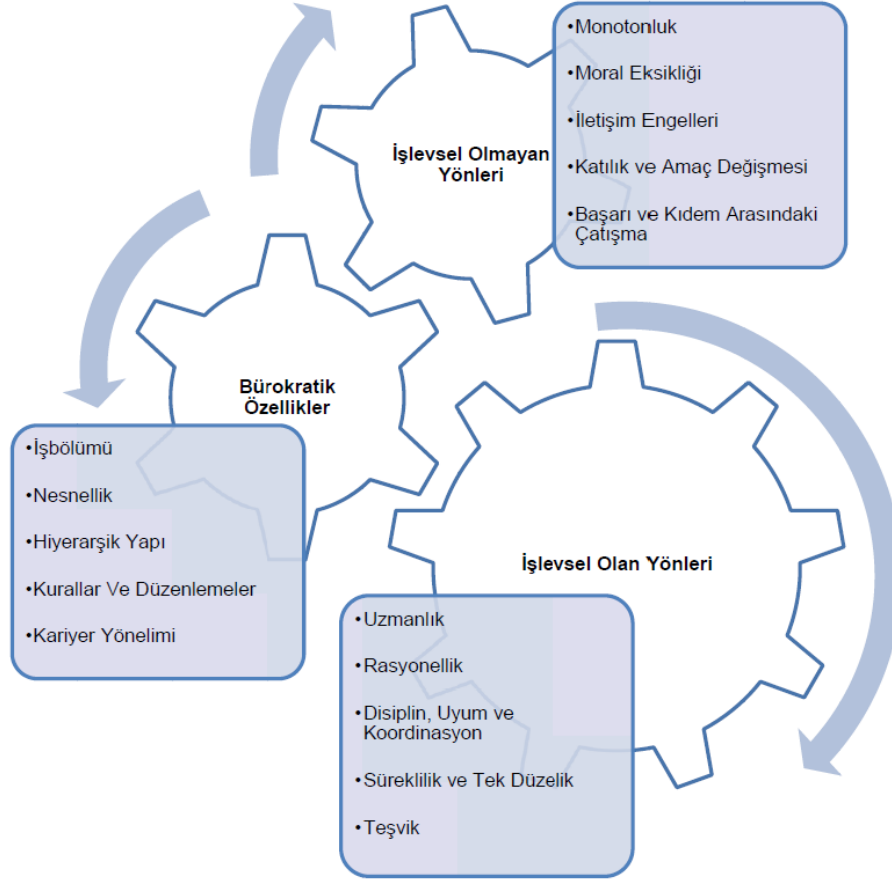 İşlevsel Olmayan
Yönleri
•Monotonluk
•Moral Eksikliği
•İletişim Engelleri
•Katılık ve Amaç Değişmesi
•Başarı ve Kıdem Arasındaki
Çatışma
Bürokratik
Özellikler
•İşbölümü
•Nesnellik
•Hiyerarşik Yapı
•Kurallar Ve Düzenlemeler
•Kariyer Yönelimi
İşlevsel Olan Yönleri
•Uzmanlık
•Rasyonellik
•Disiplin, Uyum ve
Koordinasyon
•Süreklilik ve Tek Düzelik
•Teşvik